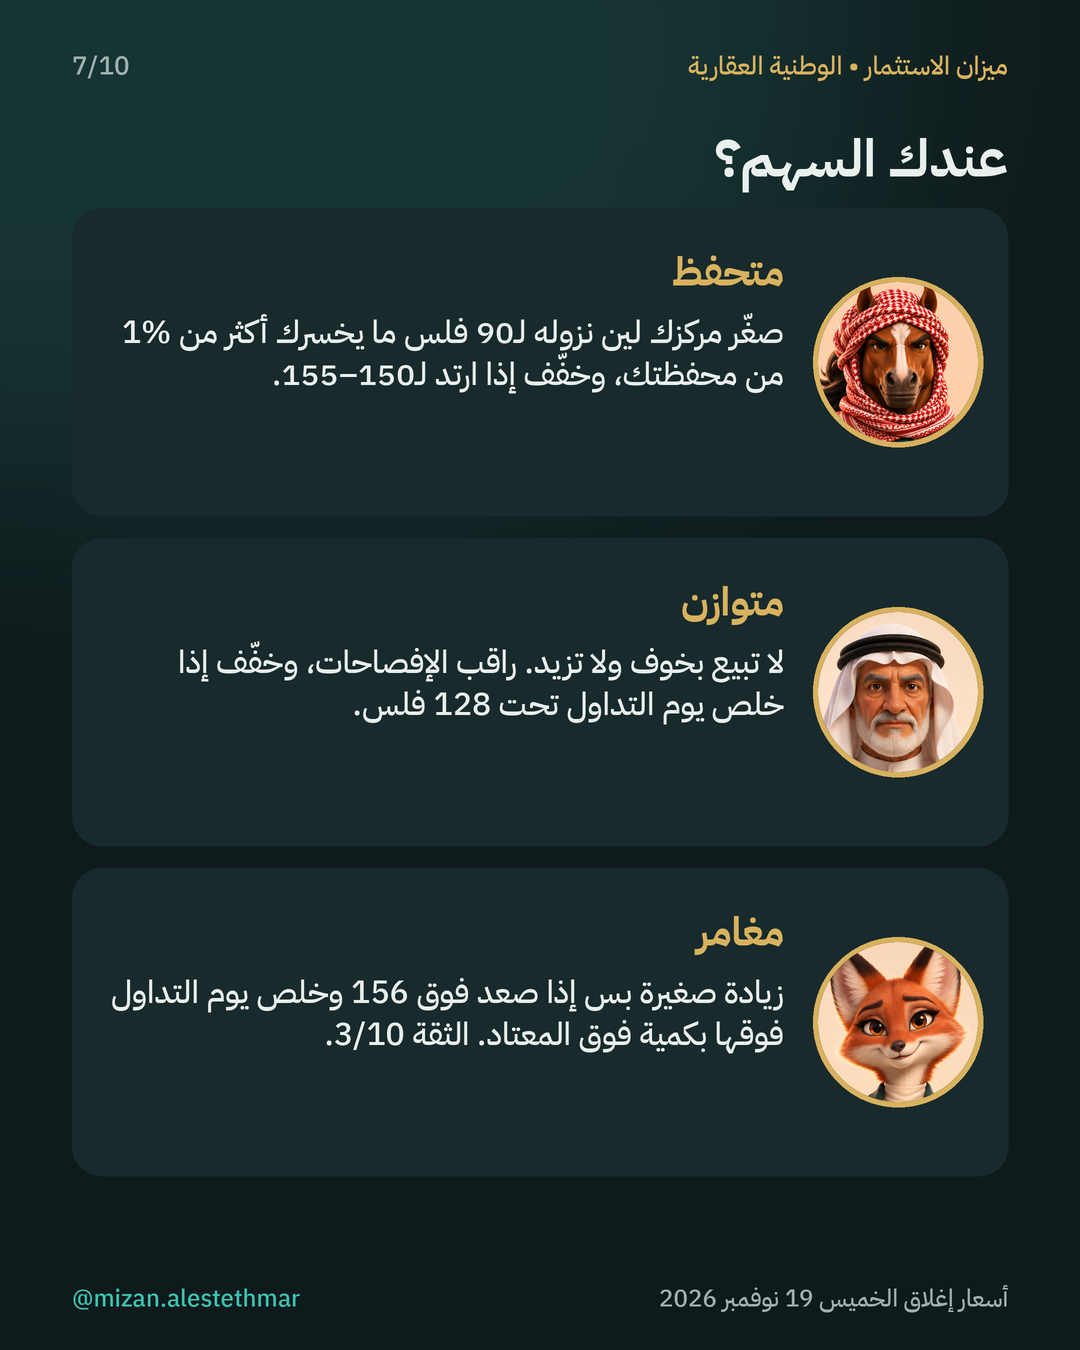 ميزان الاستثمار • الوطنية العقارية
7/10
عندك السهم؟
متحفظ
صغّر مركزك لين نزوله لـ90 فلس ما يخسرك أكثر من 1%
من محفظتك، وخفّف إذا ارتد لـ150–155.
متوازن
لا تبيع بخوف ولا تزيد. راقب الإفصاحات، وخفّف إذا
خلص يوم التداول تحت 128 فلس.
مغامر
زيادة صغيرة بس إذا صعد فوق 156 وخلص يوم التداول
فوقها بكمية فوق المعتاد. الثقة 3/10.
أسعار إغلاق الخميس 19 نوفمبر 2026
@mizan.alestethmar